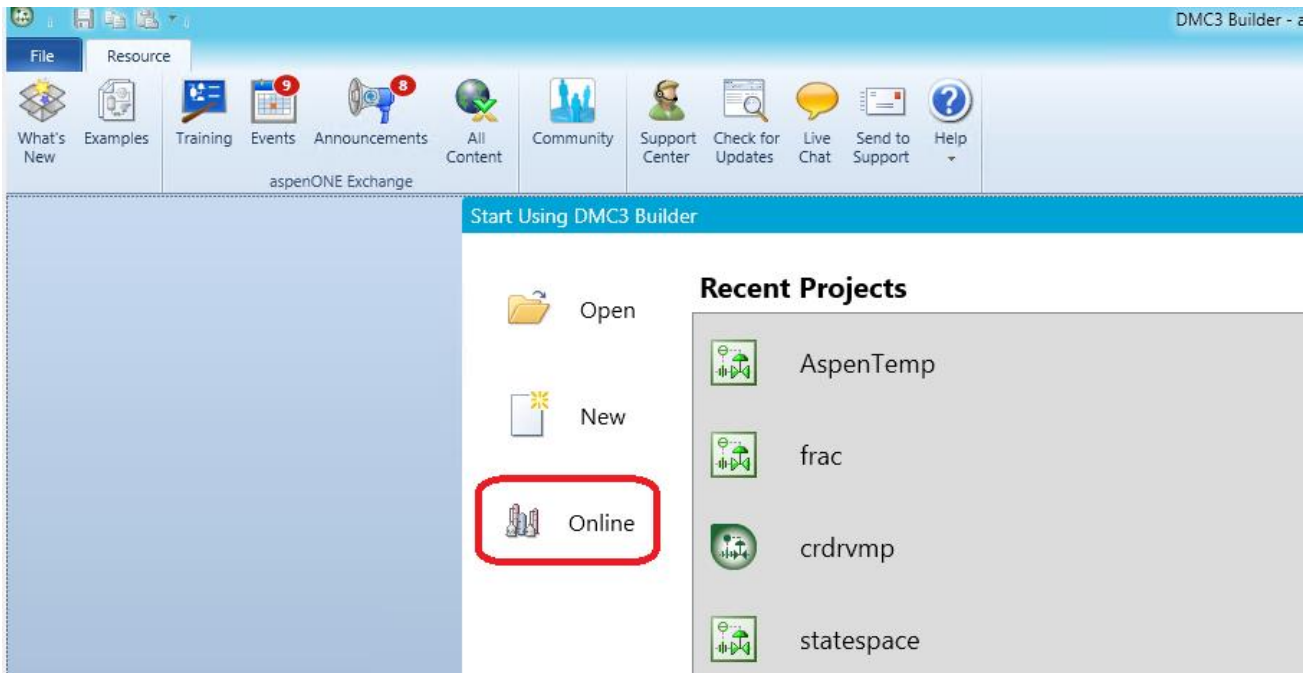 DMC3 Builder - a
File Resource
9 8
What's New Examples Training Events Announcements All Content Community Support Center Check for Updates Live Chat Send to Support Help
aspenONE Exchange
Start Using DMC3 Builder
Recent Projects
Open
AspenTemp
New
frac
Online
crdrvmp
statespace